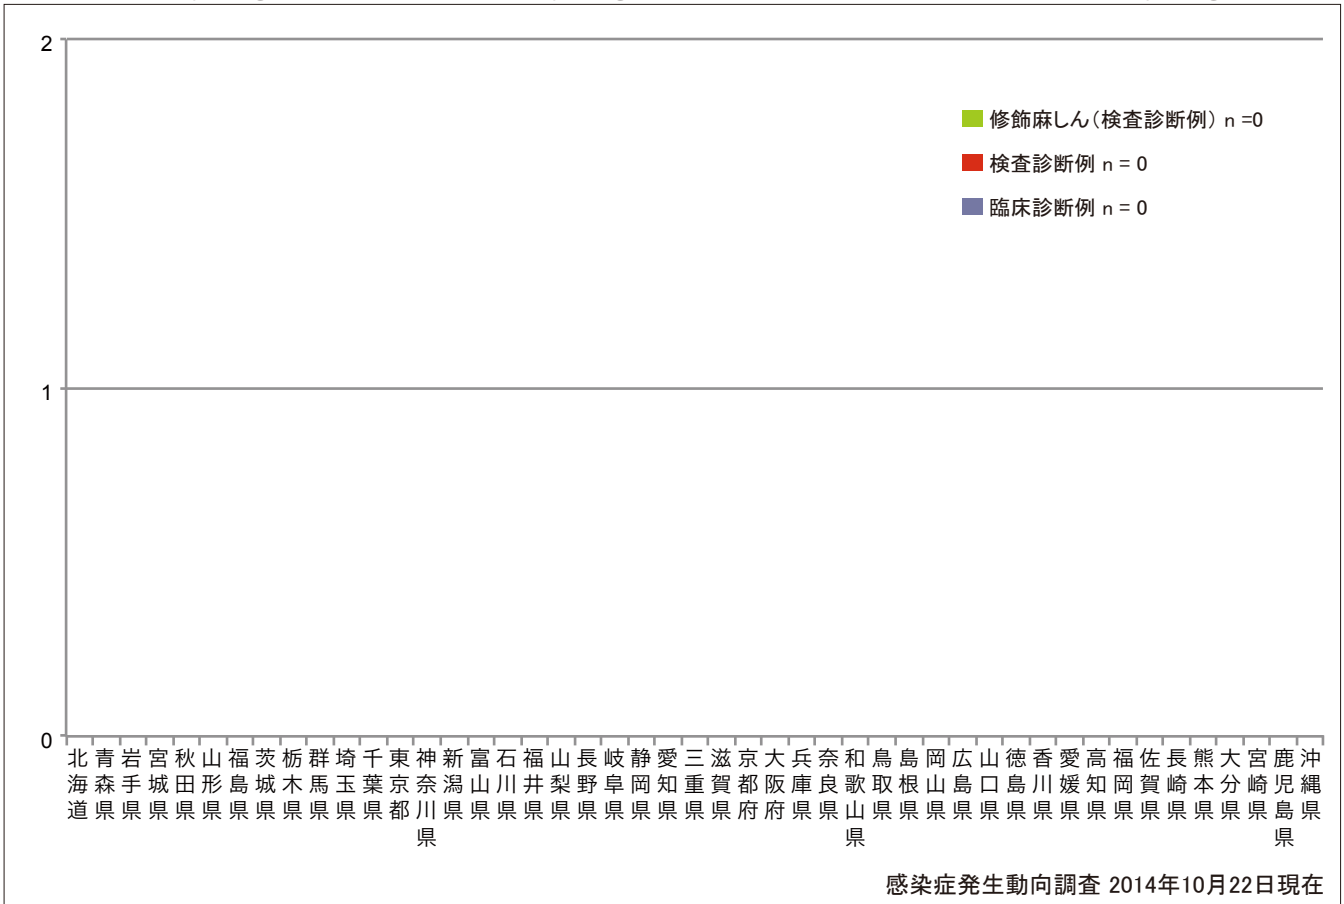 2
修飾麻しん（検査診断例） n =0
検査診断例 n = 0
臨床診断例 n = 0
1
0
北海道
青森県
岩手県
宮城県
秋田県
山形県
福島県
茨城県
栃木県
群馬県
埼玉県
千葉県
東京都
神奈川県
新潟県
富山県
石川県
福井県
山梨県
長野県
岐阜県
静岡県
愛知県
三重県
滋賀県
京都府
大阪府
兵庫県
奈良県
和歌山県
鳥取県
島根県
岡山県
広島県
山口県
徳島県
香川県
愛媛県
高知県
福岡県
佐賀県
長崎県
熊本県
大分県
宮崎県
鹿児島県
沖縄県
感染症発生動向調査 2014年10月22日現在